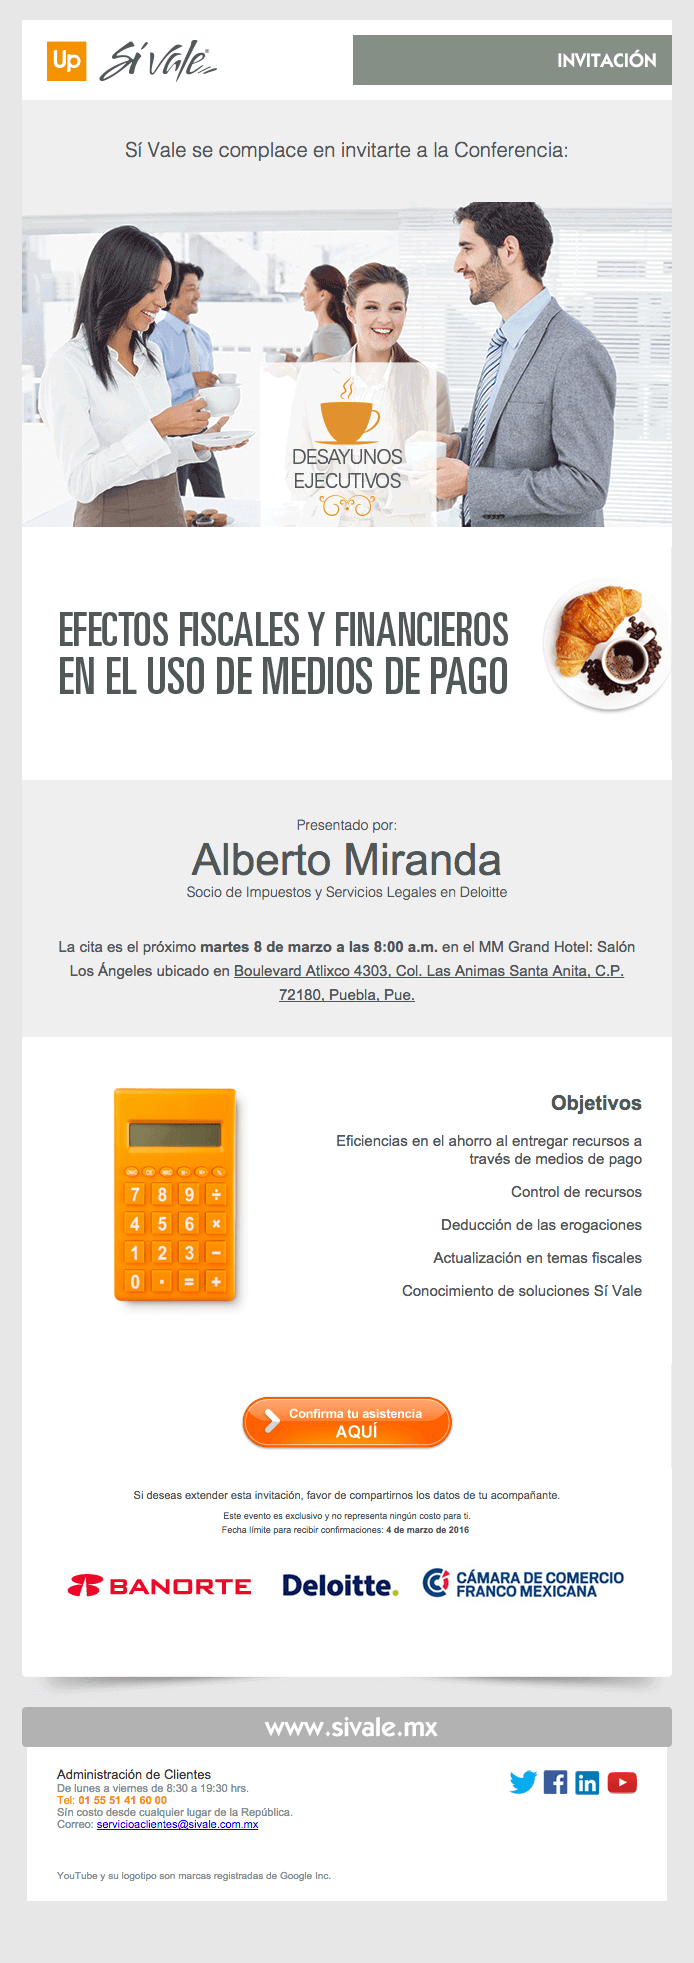 Up Sí Vale
INVITACIÓN
Sí Vale se complace en invitarte a la Conferencia:
DESAYUNOS
EJECUTIVOS
EFECTOS FISCALES Y FINANCIEROS
EN EL USO DE MEDIOS DE PAGO
Presentado por:
Alberto Miranda
Socio de Impuestos y Servicios Legales en Deloitte
La cita es el próximo martes 8 de marzo a las 8:00 a.m. en el MM Grand Hotel: Salón
Los Ángeles ubicado en Boulevard Atlixco 4303, Col. Las Animas Santa Anita, C.P.
72180, Puebla, Pue.
7 8 9 ÷
4 5 6 ×
1 2 3 −
0 · = +
Objetivos
Eficiencias en el ahorro al entregar recursos a
través de medios de pago
Control de recursos
Deducción de las erogaciones
Actualización en temas fiscales
Conocimiento de soluciones Sí Vale
Confirma tu asistencia
AQUÍ
Si deseas extender esta invitación, favor de compartirnos los datos de tu acompañante.
Este evento es exclusivo y no representa ningún costo para ti.
Fecha límite para recibir confirmaciones: 4 de marzo de 2016
BANORTE
Deloitte.
CÁMARA DE COMERCIO
FRANCO MEXICANA
www.sivale.mx
Administración de Clientes
De lunes a viernes de 8:30 a 19:30 hrs.
Tel: 01 55 51 41 60 00
Sín costo desde cualquier lugar de la República.
Correo: servicioaclientes@sivale.com.mx
YouTube y su logotipo son marcas registradas de Google Inc.